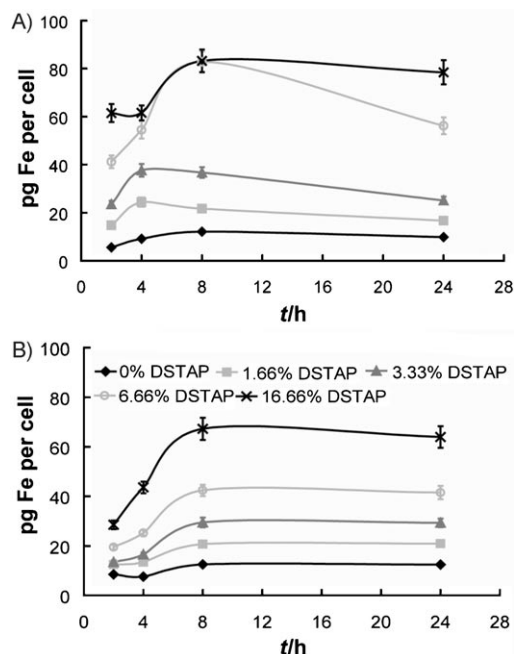 A)
100
80
60
40
20
0
pg Fe per cell
0 4 8 12 16 20 24 28
t/h
B)
0% DSTAP 1.66% DSTAP 3.33% DSTAP
6.66% DSTAP 16.66% DSTAP
100
80
60
40
20
0
pg Fe per cell
0 4 8 12 16 20 24 28
t/h